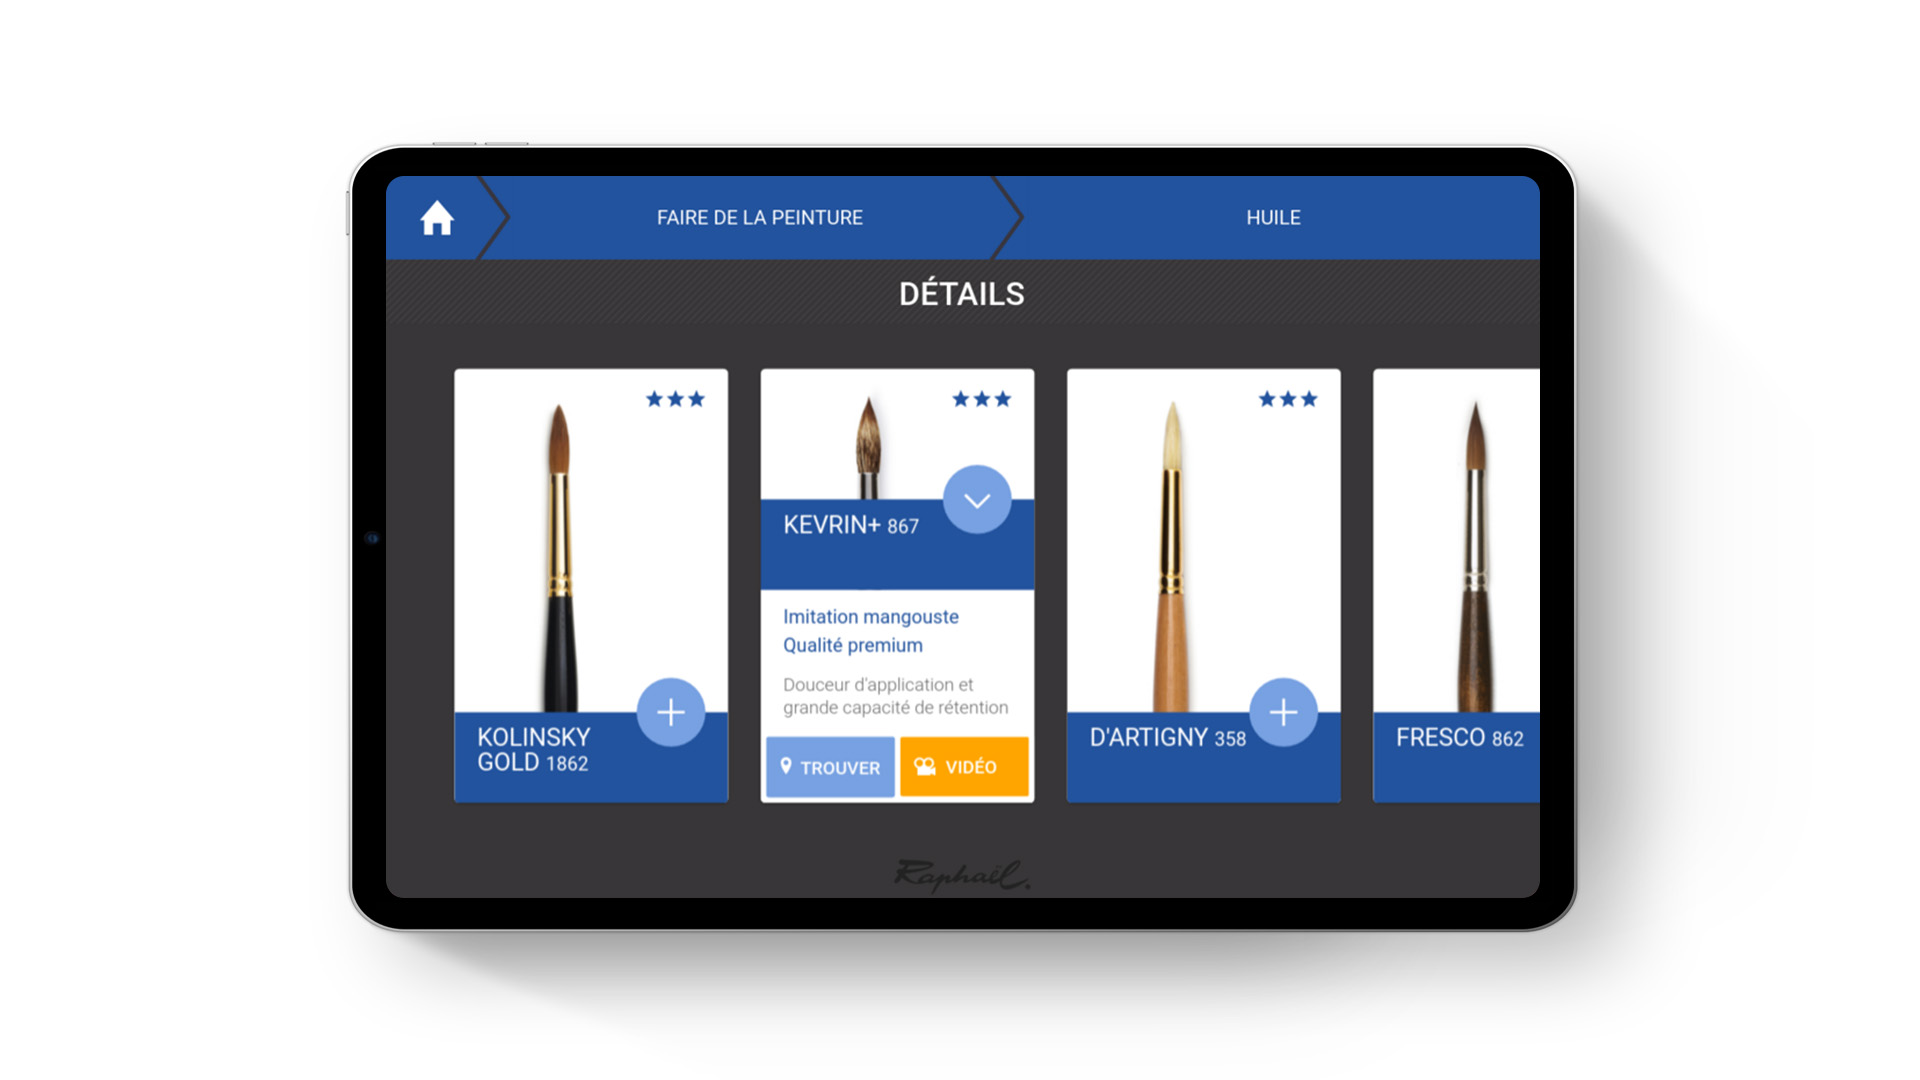 FAIRE DE LA PEINTURE
HUILE
DÉTAILS
KOLINSKY
GOLD 1862
KEVRIN+ 867
Imitation mangouste
Qualité premium
Douceur d'application et
grande capacité de rétention
TROUVER
VIDÉO
D'ARTIGNY 358
FRESCO 862
Raphaël.